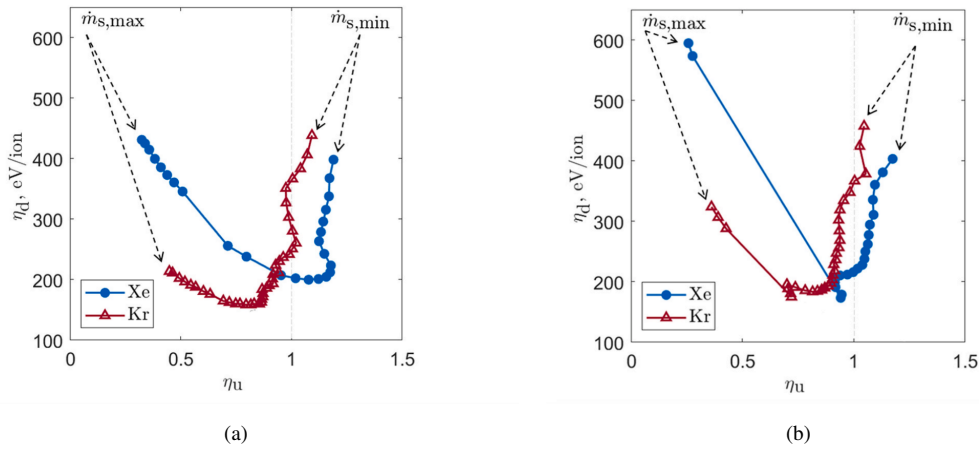 ṁs,max
ṁs,min
600
500
400
300
200
100
ηd, eV/ion
Xe
Kr
0
0.5
1
1.5
ηu
(a)
ṁs,max
ṁs,min
600
500
400
300
200
100
ηd, eV/ion
Xe
Kr
0
0.5
1
1.5
ηu
(b)